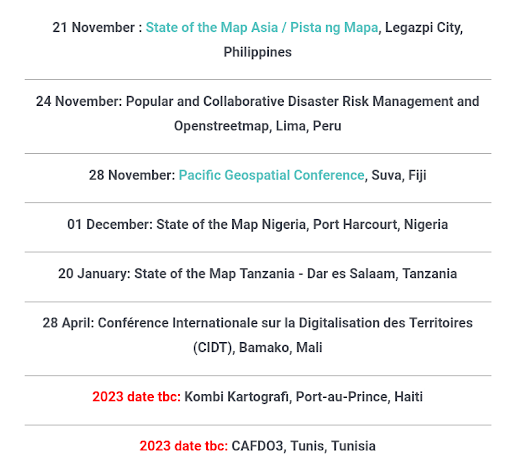 21 November : State of the Map Asia / Pista ng Mapa, Legazpi City,
Philippines
24 November: Popular and Collaborative Disaster Risk Management and
Openstreetmap, Lima, Peru
28 November: Pacific Geospatial Conference, Suva, Fiji
01 December: State of the Map Nigeria, Port Harcourt, Nigeria
20 January: State of the Map Tanzania - Dar es Salaam, Tanzania
28 April: Conférence Internationale sur la Digitalisation des Territoires
(CIDT), Bamako, Mali
2023 date tbc: Kombi Kartografi, Port-au-Prince, Haiti
2023 date tbc: CAFDO3, Tunis, Tunisia